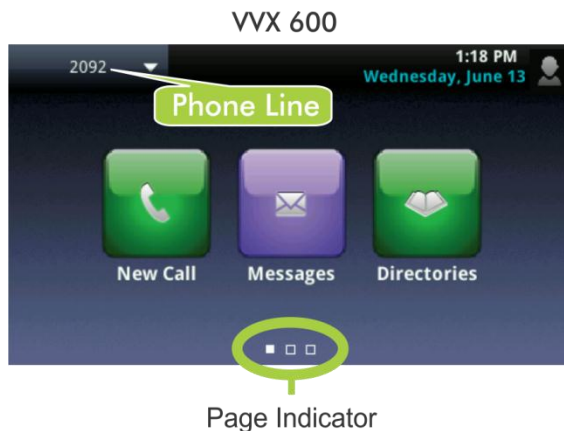 VVX 600
2092
1:18 PM
Wednesday, June 13
Phone Line
New Call Messages Directories
Page Indicator